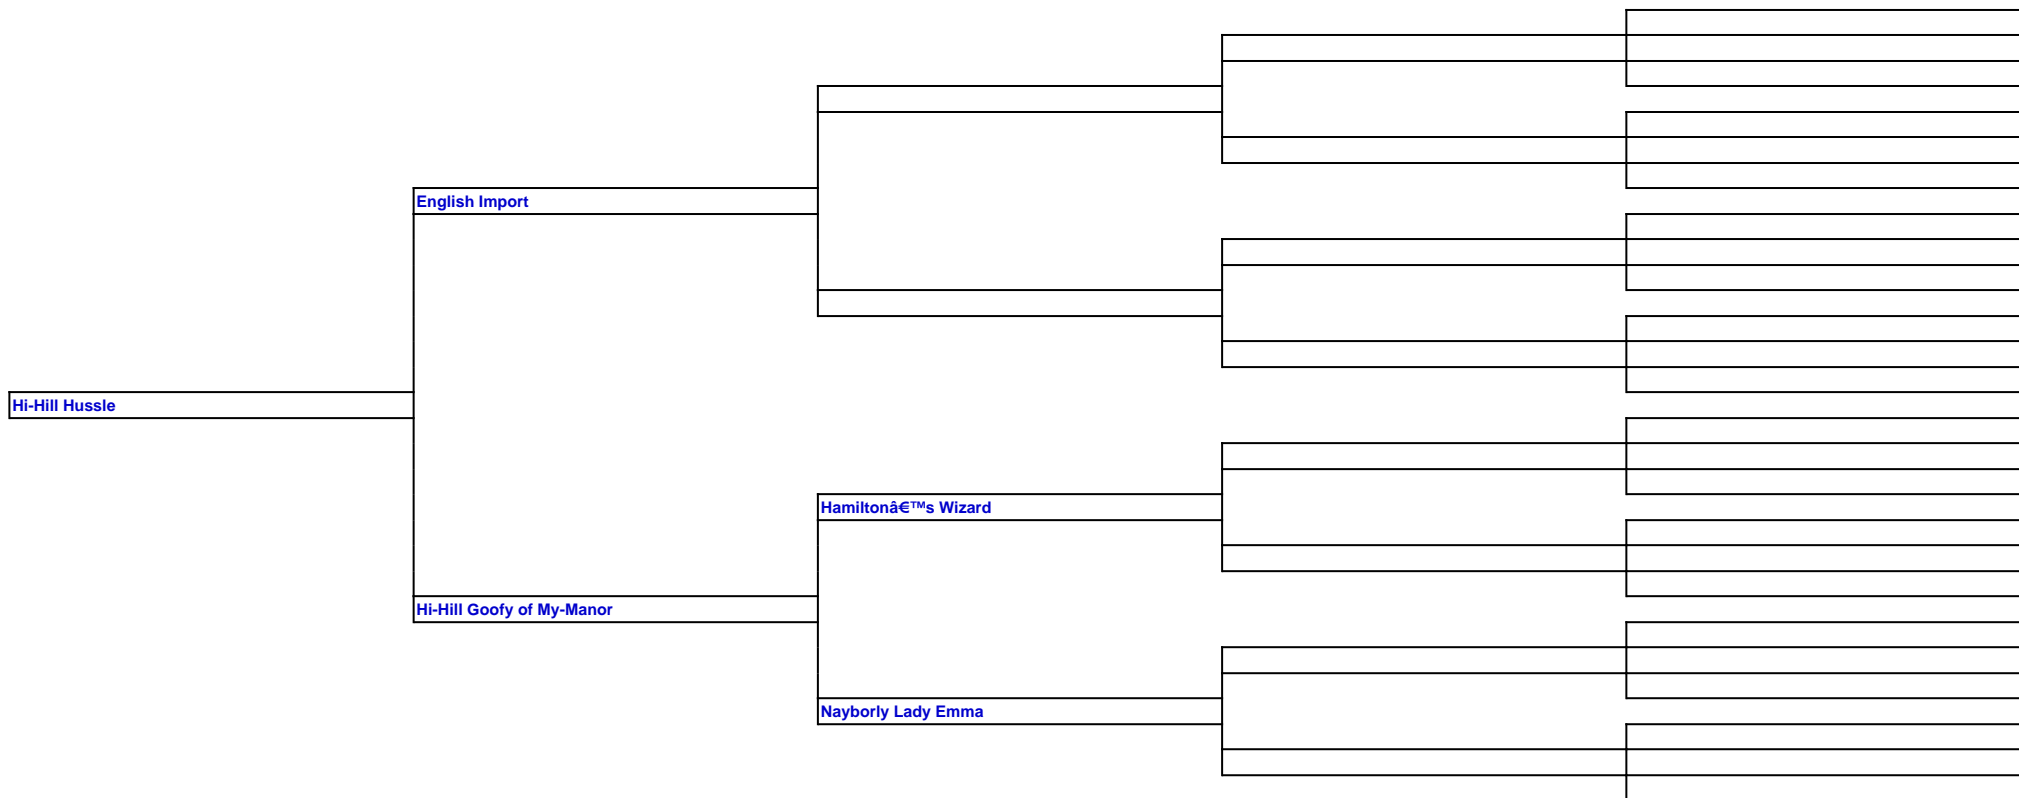 English Import
Hi-Hill Hussle
Hamiltonâ€™s Wizard
Hi-Hill Goofy of My-Manor
Nayborly Lady Emma